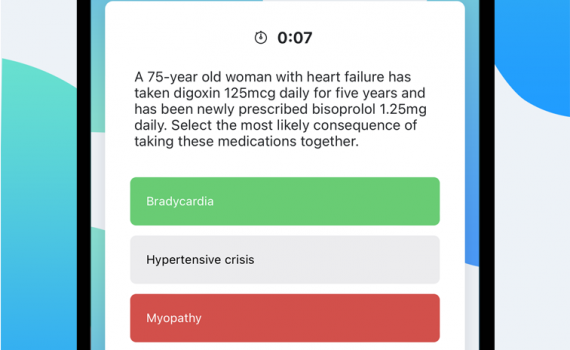 0:07
A 75-year old woman with heart failure has
taken digoxin 125mcg daily for five years and
has been newly prescribed bisoprolol 1.25mg
daily. Select the most likely consequence of
taking these medications together.
Bradycardia
Hypertensive crisis
Myopathy